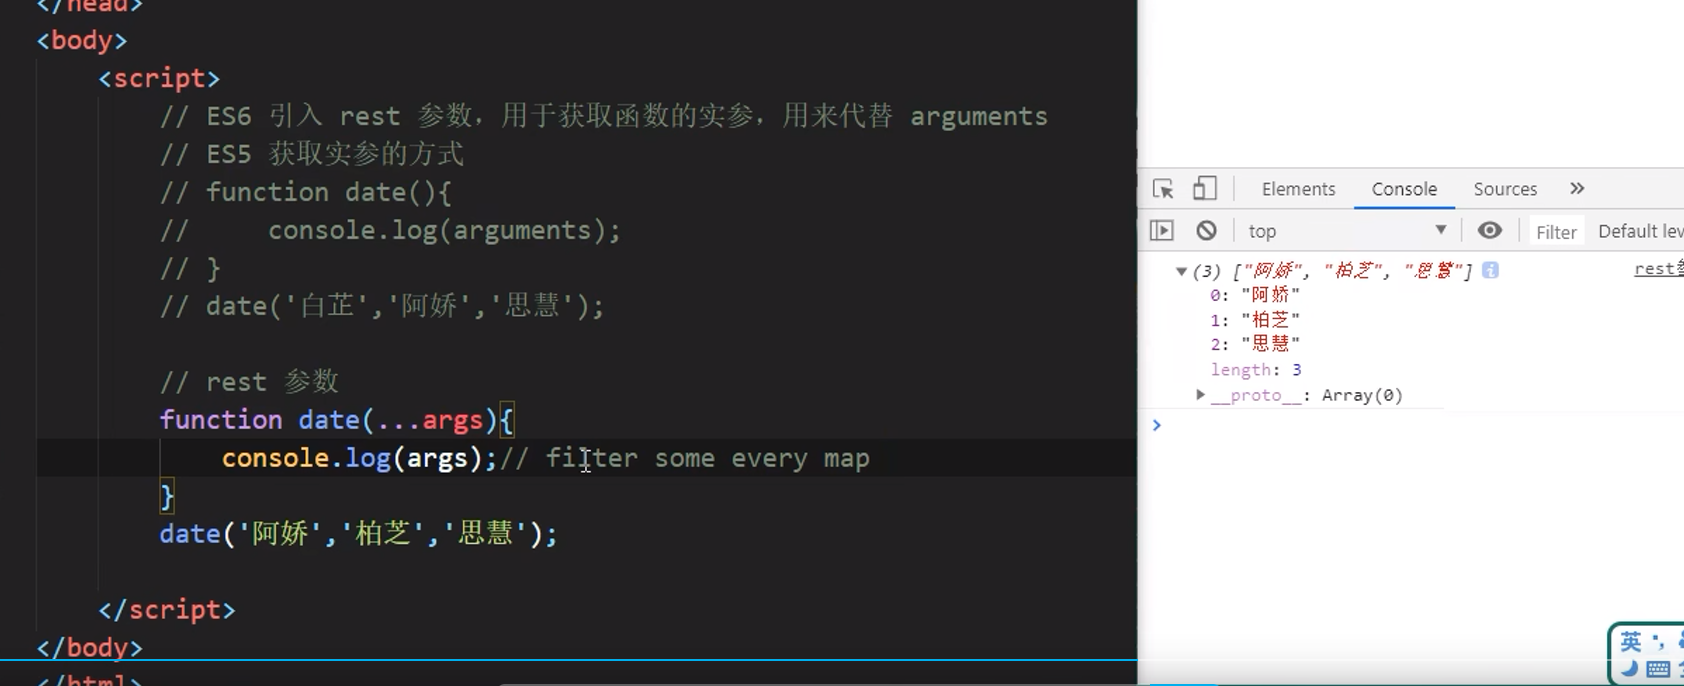 </head>
<body>
<script>
// ES6 引入 rest 参数，用于获取函数的实参，用来代替 arguments
// ES5 获取实参的方式
// function date(){
//     console.log(arguments);
// }
// date('白芷','阿娇','思慧');
// rest 参数
function date(...args){
console.log(args);// filter some every map
}
date('阿娇','柏芝','思慧');
</script>
</body>
</html>
Elements Console Sources »
top Filter Default lev
(3) ["阿娇", "柏芝", "思慧"] rest
0: "阿娇"
1: "柏芝"
2: "思慧"
length: 3
__proto__: Array(0)
英